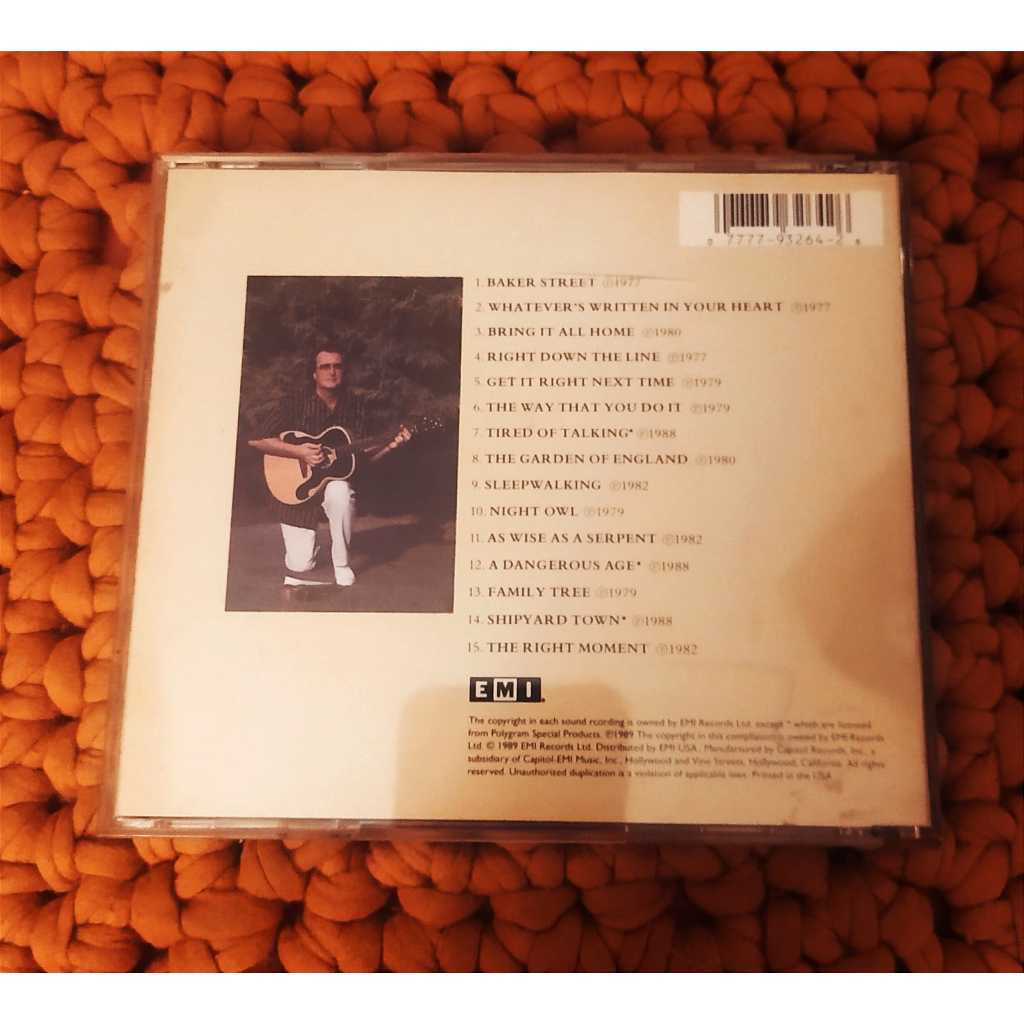 0 7777-93264-2 8
1. BAKER STREET ℗1977
2. WHATEVER'S WRITTEN IN YOUR HEART ℗1977
3. BRING IT ALL HOME ℗1980
4. RIGHT DOWN THE LINE ℗1977
5. GET IT RIGHT NEXT TIME ℗1979
6. THE WAY THAT YOU DO IT ℗1979
7. TIRED OF TALKING* ℗1988
8. THE GARDEN OF ENGLAND ℗1980
9. SLEEPWALKING ℗1982
10. NIGHT OWL ℗1979
11. AS WISE AS A SERPENT ℗1982
12. A DANGEROUS AGE* ℗1988
13. FAMILY TREE ℗1979
14. SHIPYARD TOWN* ℗1988
15. THE RIGHT MOMENT ℗1982
EMI
The copyright in each sound rcording is owned by EMI Records Ltd. except * which are licensed
from Polygram Special Products. ℗1989 The copyright in this compilation is owned by EMI Records
Ltd. © 1989 EMI Records Ltd. Distributed by EMI USA, Manufactured by Capitol Records, Inc., a
subsidiary of Capitol-EMI Music, Inc., Hollywood and Vine Streets, Hollywood, California. All rights
reserved. Unauthorized duplication is a violation of applicable laws. Printed in the USA